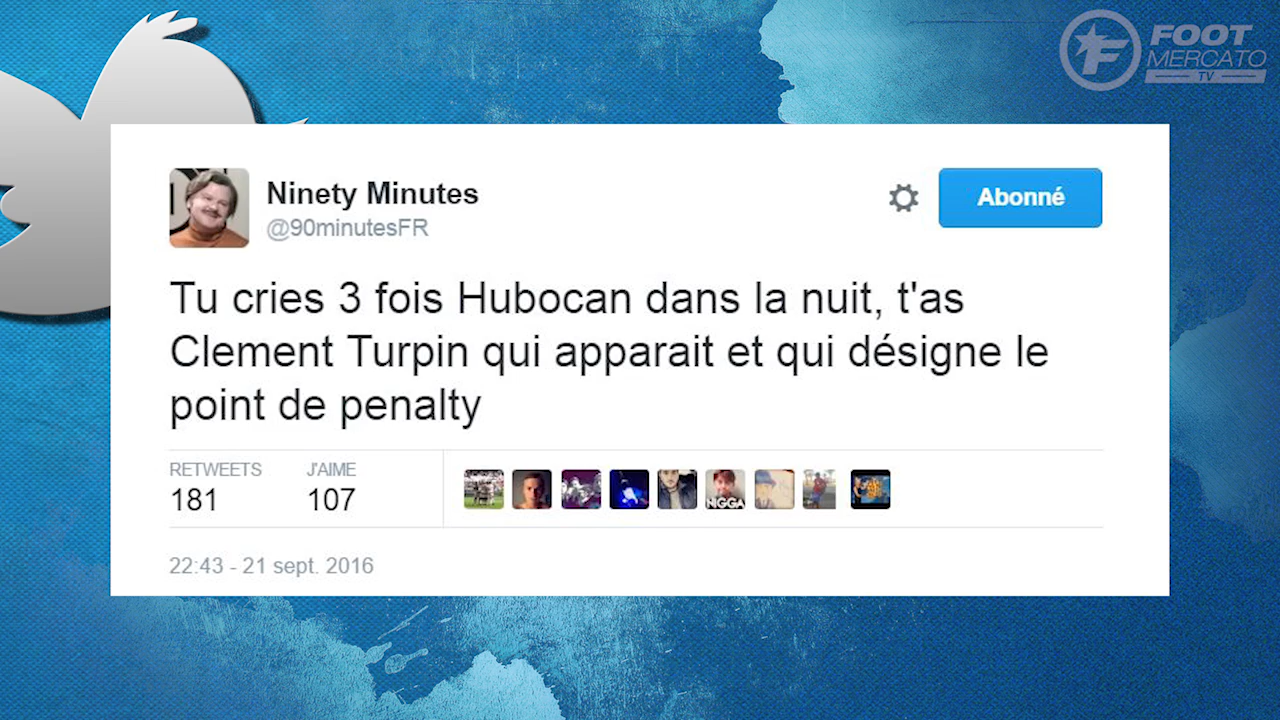 FOOT
MERCATO
TV
Ninety Minutes
@90minutesFR
Abonné
Tu cries 3 fois Hubocan dans la nuit, t'as
Clement Turpin qui apparait et qui désigne le
point de penalty
RETWEETS J'AIME
181 107
NIGGA
22:43 - 21 sept. 2016